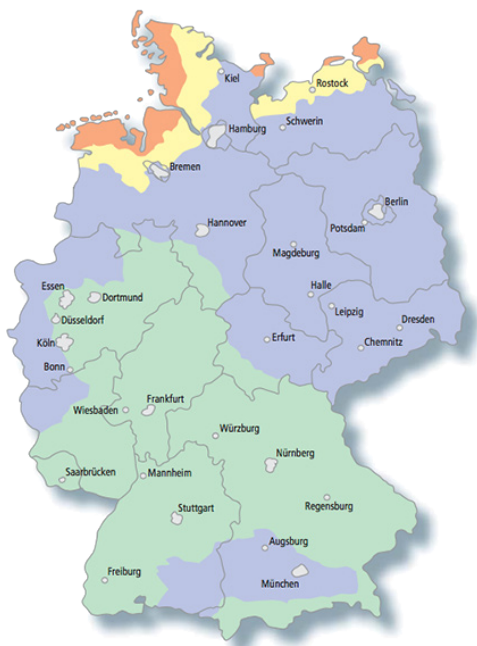 Kiel
Rostock
Hamburg
Schwerin
Bremen
Berlin
Hannover
Potsdam
Magdeburg
Essen
Dortmund
Halle
Leipzig
Düsseldorf
Dresden
Köln
Erfurt
Chemnitz
Bonn
Frankfurt
Wiesbaden
Würzburg
Nürnberg
Saarbrücken
Mannheim
Regensburg
Stuttgart
Augsburg
Freiburg
München